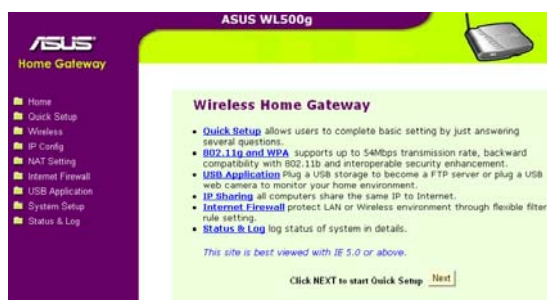 ASUS WL500g
ASUS
Home Gateway
Home
Quick Setup
Wireless
IP Config
NAT Setting
Internet Firewall
USB Application
System Setup
Status & Log
Wireless Home Gateway
Quick Setup allows users to complete basic setting by just answering
several questions.
802.11g and WPA supports up to 54Mbps transmission rate, backward
compatibility with 802.11b and interoperable security enhancement.
USB Application Plug a USB storage to become a FTP server or plug a USB
web camera to monitor your home environment.
IP Sharing all computers share the same IP to Internet.
Internet Firewall protect LAN or Wireless environment through flexible filter
rule setting.
Status & Log log status of system in details.
This site is best viewed with IE 5.0 or above.
Click NEXT to start Quick Setup Next